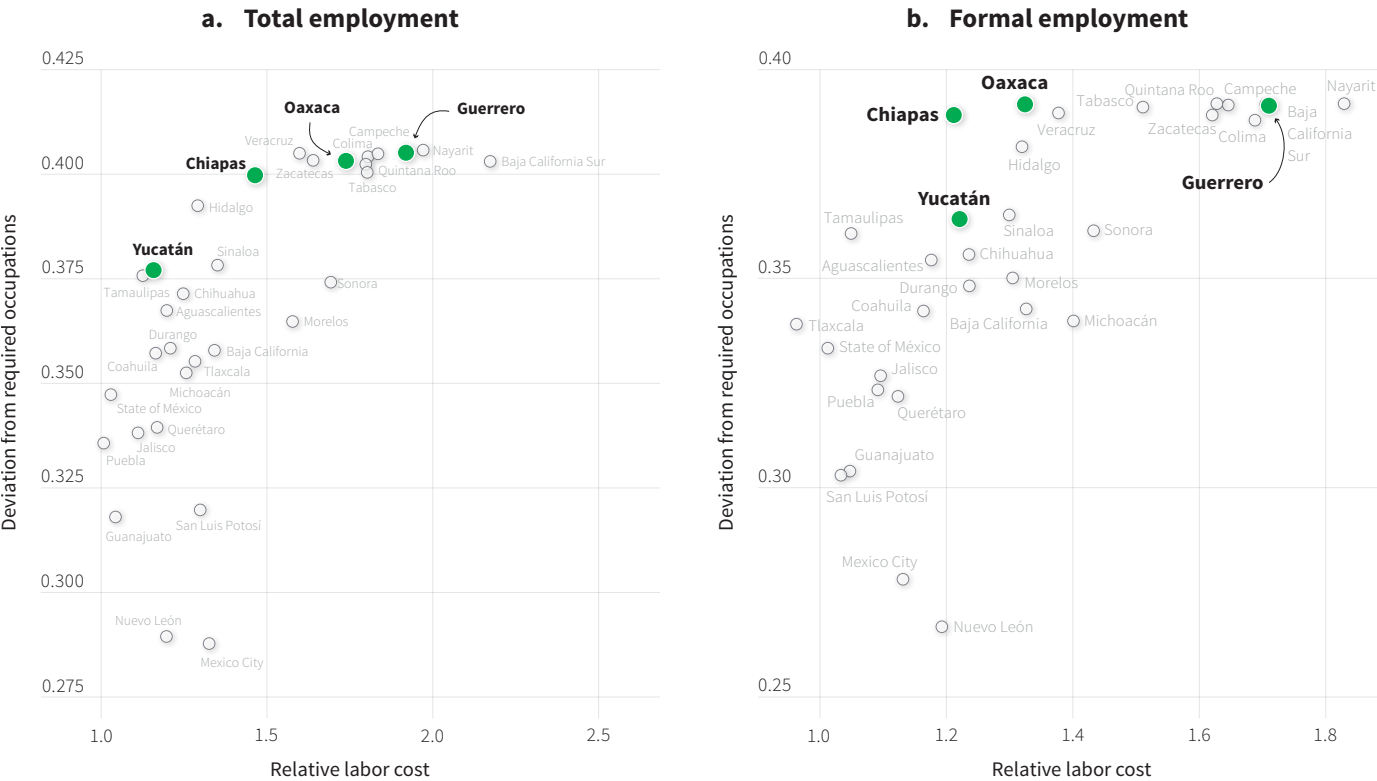 a. Total employment
Deviation from required occupations
0.425
0.400
0.375
0.350
0.325
0.300
0.275
Oaxaca
Guerrero
Veracruz
Campeche
Colima
Nayarit
Chiapas
Baja California Sur
Zacatecas
Quintana Roo
Tabasco
Hidalgo
Yucatán
Sinaloa
Sonora
Tamaulipas
Chihuahua
Aguascalientes
Morelos
Durango
Baja California
Coahuila
Tlaxcala
Michoacán
State of México
Querétaro
Jalisco
Puebla
San Luis Potosí
Guanajuato
Nuevo León
Mexico City
1.0
1.5
2.0
2.5
Relative labor cost
b. Formal employment
Deviation from required occupations
0.40
0.35
0.30
0.25
Oaxaca
Quintana Roo
Campeche
Nayarit
Tabasco
Chiapas
Veracruz
Zacatecas
Colima
Baja
California
Sur
Hidalgo
Guerrero
Yucatán
Tamaulipas
Sinaloa
Sonora
Chihuahua
Aguascalientes
Durango
Morelos
Coahuila
Baja California
Michoacán
Tlaxcala
State of México
Jalisco
Puebla
Querétaro
Guanajuato
San Luis Potosí
Mexico City
Nuevo León
1.0
1.2
1.4
1.6
1.8
Relative labor cost